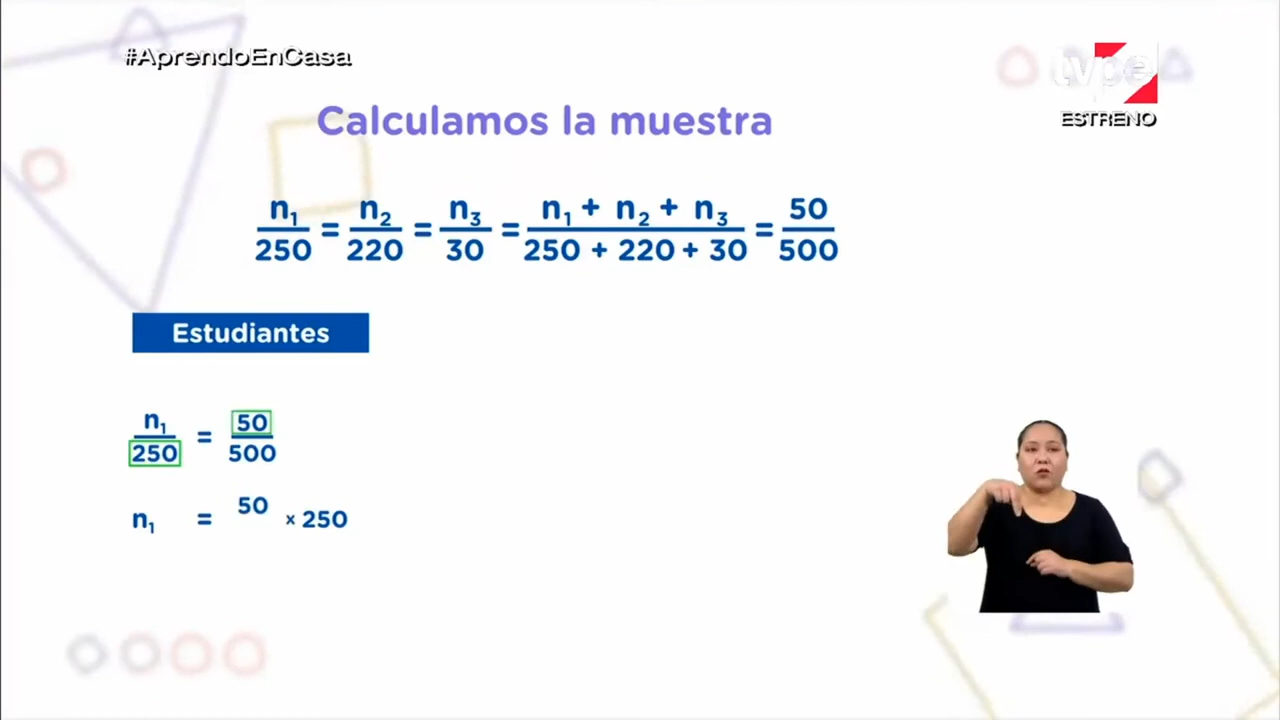 #AprendoEnCasa
tvpe
ESTRENO
Calculamos la muestra
n₁/250 = n₂/220 = n₃/30 = (n₁ + n₂ + n₃)/(250 + 220 + 30) = 50/500
Estudiantes
n₁/250 = 50/500
n₁ = 50 × 250